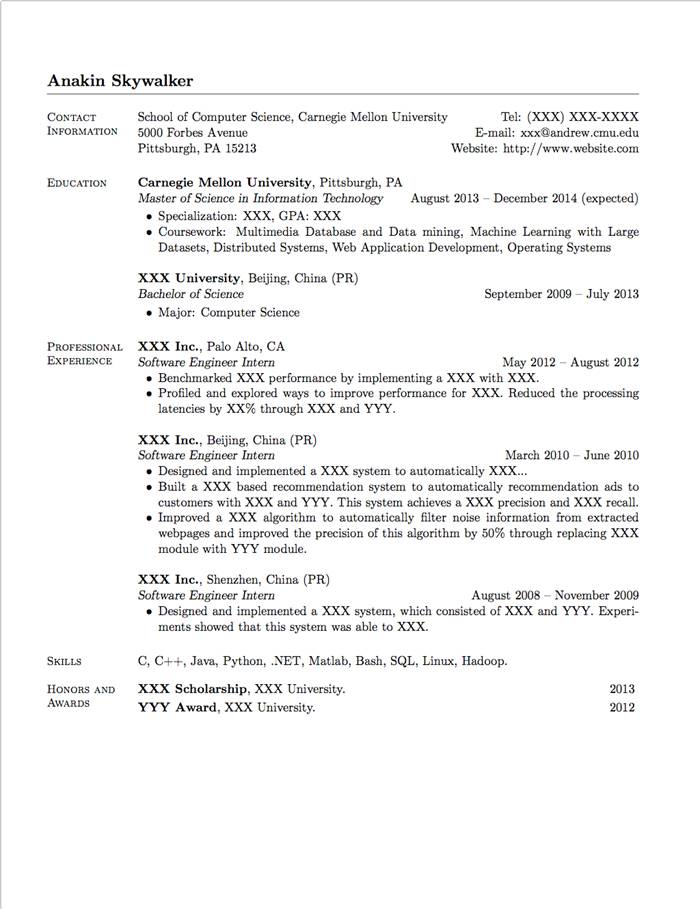 Anakin Skywalker
Contact Information
School of Computer Science, Carnegie Mellon University Tel: (XXX) XXX-XXXX
5000 Forbes Avenue E-mail: xxx@andrew.cmu.edu
Pittsburgh, PA 15213 Website: http://www.website.com
Education
Carnegie Mellon University, Pittsburgh, PA
Master of Science in Information Technology August 2013 – December 2014 (expected)
• Specialization: XXX, GPA: XXX
• Coursework: Multimedia Database and Data mining, Machine Learning with Large
Datasets, Distributed Systems, Web Application Development, Operating Systems
XXX University, Beijing, China (PR)
Bachelor of Science September 2009 – July 2013
• Major: Computer Science
Professional Experience
XXX Inc., Palo Alto, CA
Software Engineer Intern May 2012 – August 2012
• Benchmarked XXX performance by implementing a XXX with XXX.
• Profiled and explored ways to improve performance for XXX. Reduced the processing
latencies by XX% through XXX and YYY.
XXX Inc., Beijing, China (PR)
Software Engineer Intern March 2010 – June 2010
• Designed and implemented a XXX system to automatically XXX...
• Built a XXX based recommendation system to automatically recommendation ads to
customers with XXX and YYY. This system achieves a XXX precision and XXX recall.
• Improved a XXX algorithm to automatically filter noise information from extracted
webpages and improved the precision of this algorithm by 50% through replacing XXX
module with YYY module.
XXX Inc., Shenzhen, China (PR)
Software Engineer Intern August 2008 – November 2009
• Designed and implemented a XXX system, which consisted of XXX and YYY. Experi-
ments showed that this system was able to XXX.
Skills
C, C++, Java, Python, .NET, Matlab, Bash, SQL, Linux, Hadoop.
Honors and Awards
XXX Scholarship, XXX University. 2013
YYY Award, XXX University. 2012